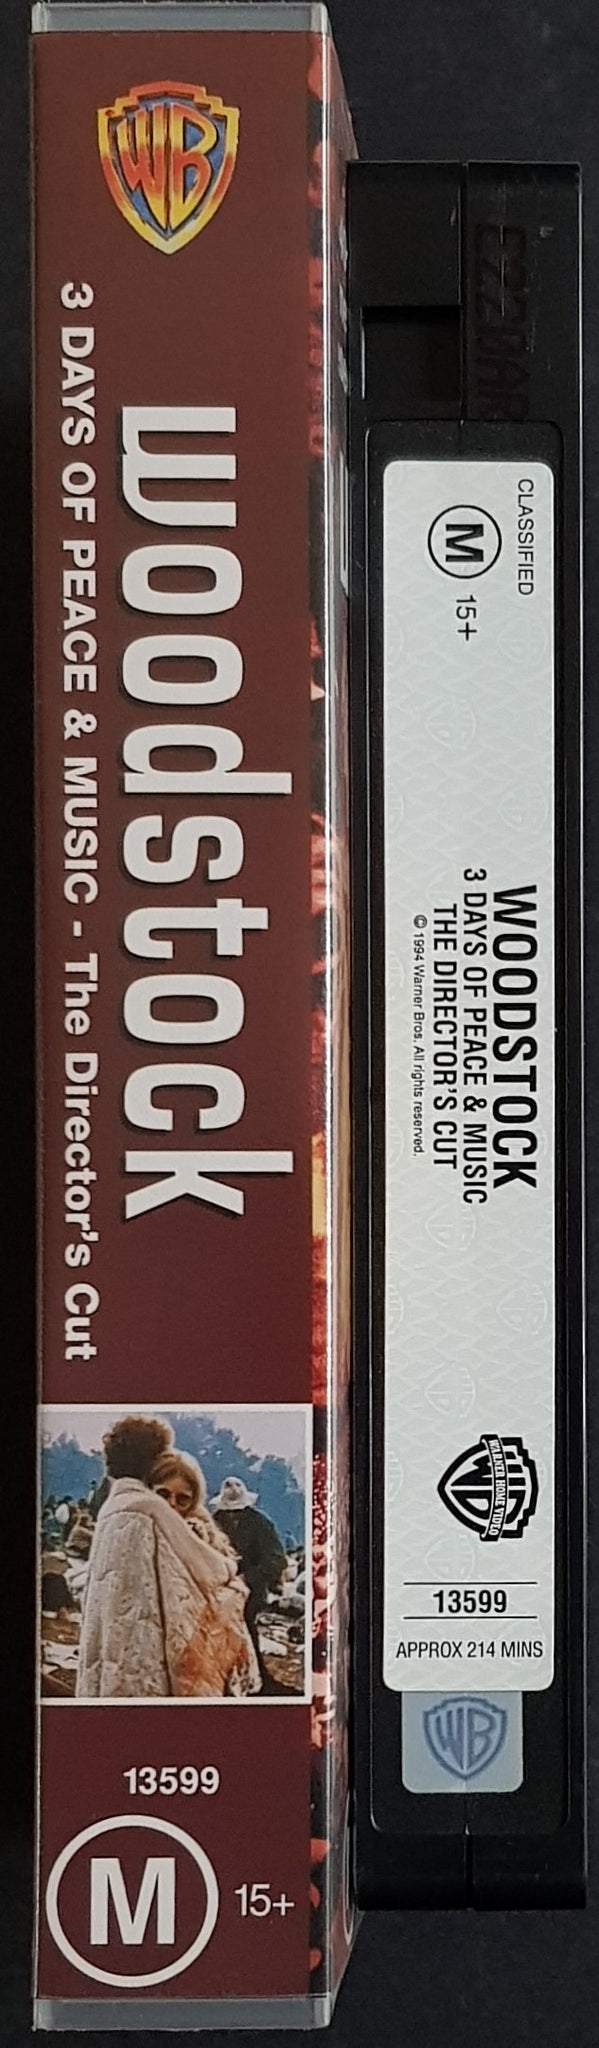 WB
woodstock
3 DAYS OF PEACE & MUSIC - The Director's Cut
13599
M 15+
CLASSIFIED
M 15+
WOODSTOCK
3 DAYS OF PEACE & MUSIC
THE DIRECTOR'S CUT
© 1994 Warner Bros. All rights reserved.
WB
WARNER HOME VIDEO
13599
APPROX 214 MINS
WB